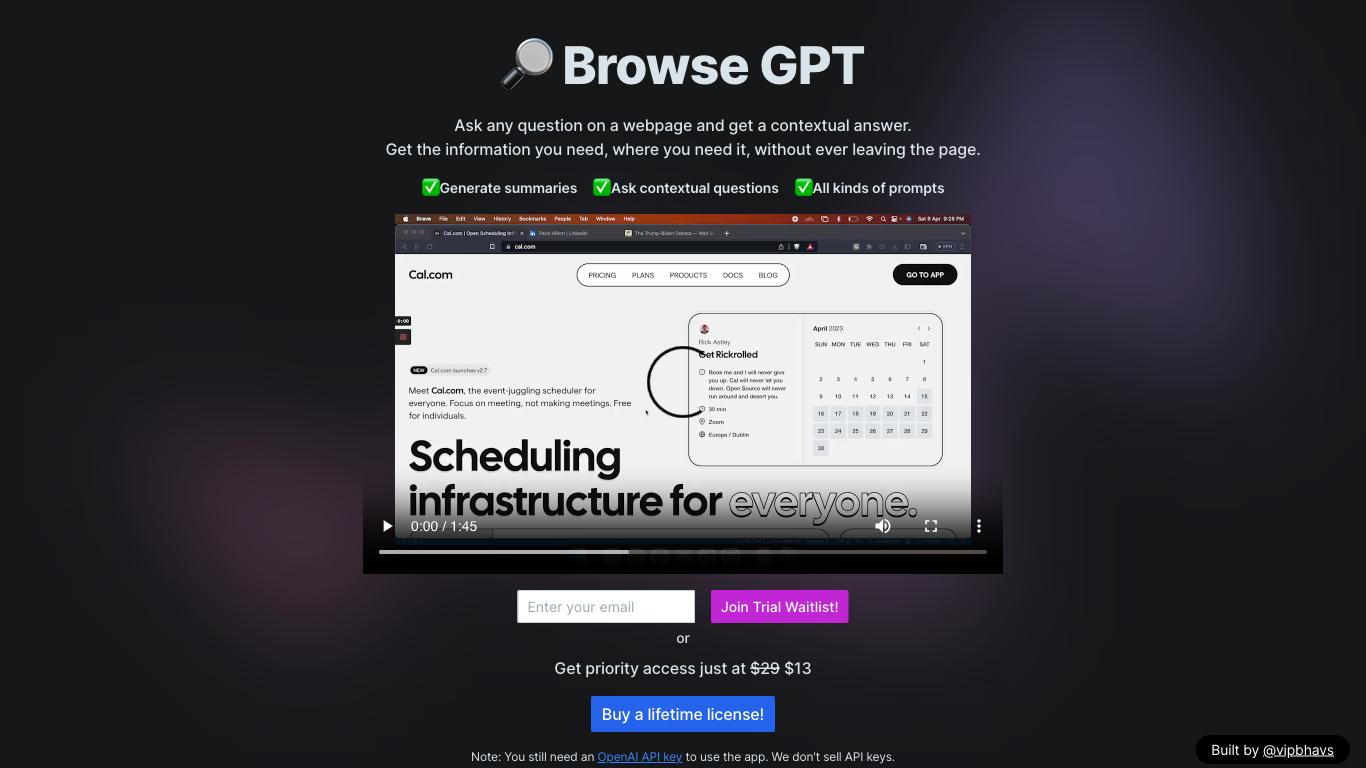 Browse GPT
Ask any question on a webpage and get a contextual answer.
Get the information you need, where you need it, without ever leaving the page.
✅Generate summaries ✅Ask contextual questions ✅All kinds of prompts
Brave File Edit View History Bookmarks People Tab Window Help Sat 8 Apr 9:28 PM
Cal.com | Open Scheduling Inf Paris Hilton | LinkedIn The Trump-Biden Debate — Wait B
cal.com VPN
Cal.com PRICING PLANS PRODUCTS DOCS BLOG GO TO APP
0:00
NEW Cal.com launches v2.7
Meet Cal.com, the event-juggling scheduler for
everyone. Focus on meeting, not making meetings. Free
for individuals.
Rick Astley
Get Rickrolled
Book me and I will never give
you up. Cal will never let you
down. Open Source will never
run around and desert you.
30 min
Zoom
Europe / Dublin
April 2023
SUN MON TUE WED THU FRI SAT
1
2 3 4 5 6 7 8
9 10 11 12 13 14 15
16 17 18 19 20 21 22
23 24 25 26 27 28 29
30
Scheduling
infrastructure for everyone.
0:00 / 1:45
Enter your email Join Trial Waitlist!
or
Get priority access just at $29 $13
Buy a lifetime license!
Note: You still need an OpenAI API key to use the app. We don't sell API keys.
Built by @vipbhavs